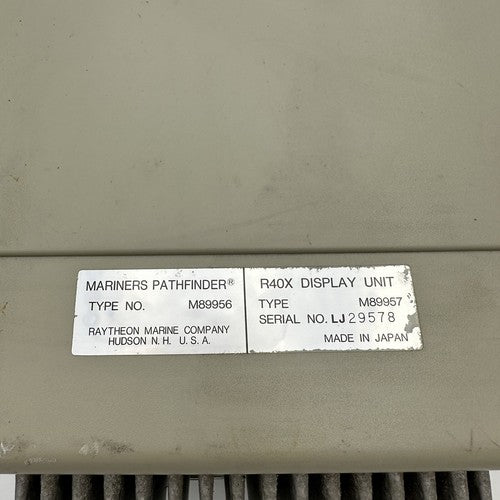 MARINERS PATHFINDER®
TYPE NO. M89956
RAYTHEON MARINE COMPANY
HUDSON N.H. U.S.A.
R40X DISPLAY UNIT
TYPE M89957
SERIAL NO. LJ29578
MADE IN JAPAN